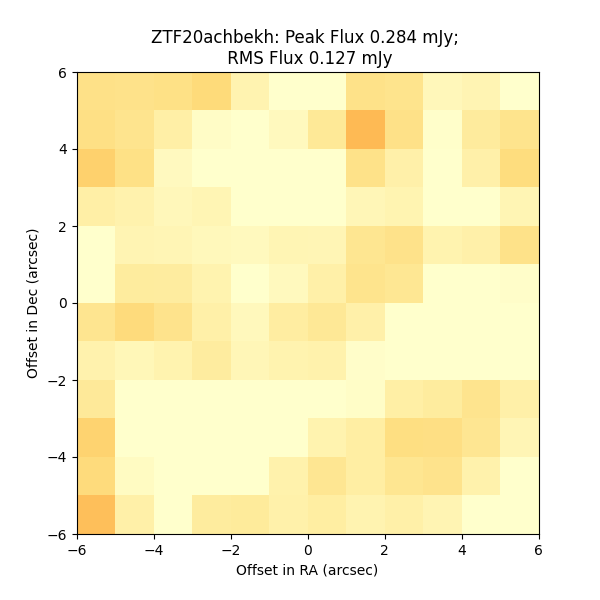 ZTF20achbekh: Peak Flux 0.284 mJy;
RMS Flux 0.127 mJy
6
4
2
0
−2
−4
−6
Offset in Dec (arcsec)
−6 −4 −2 0 2 4 6
Offset in RA (arcsec)